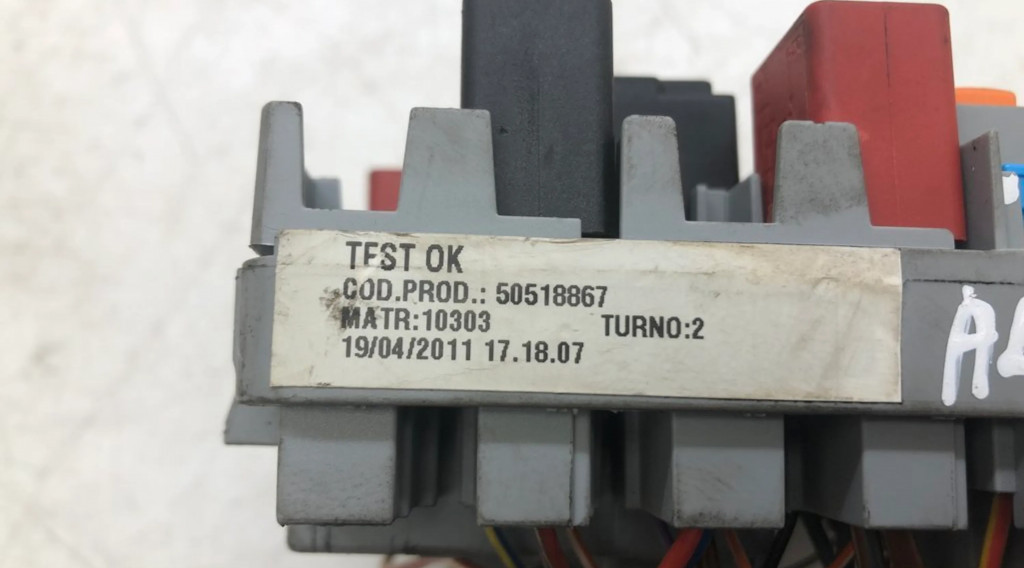 TEST OK
COD.PROD.: 50518867
MATR:10303 TURNO:2
19/04/2011 17.18.07